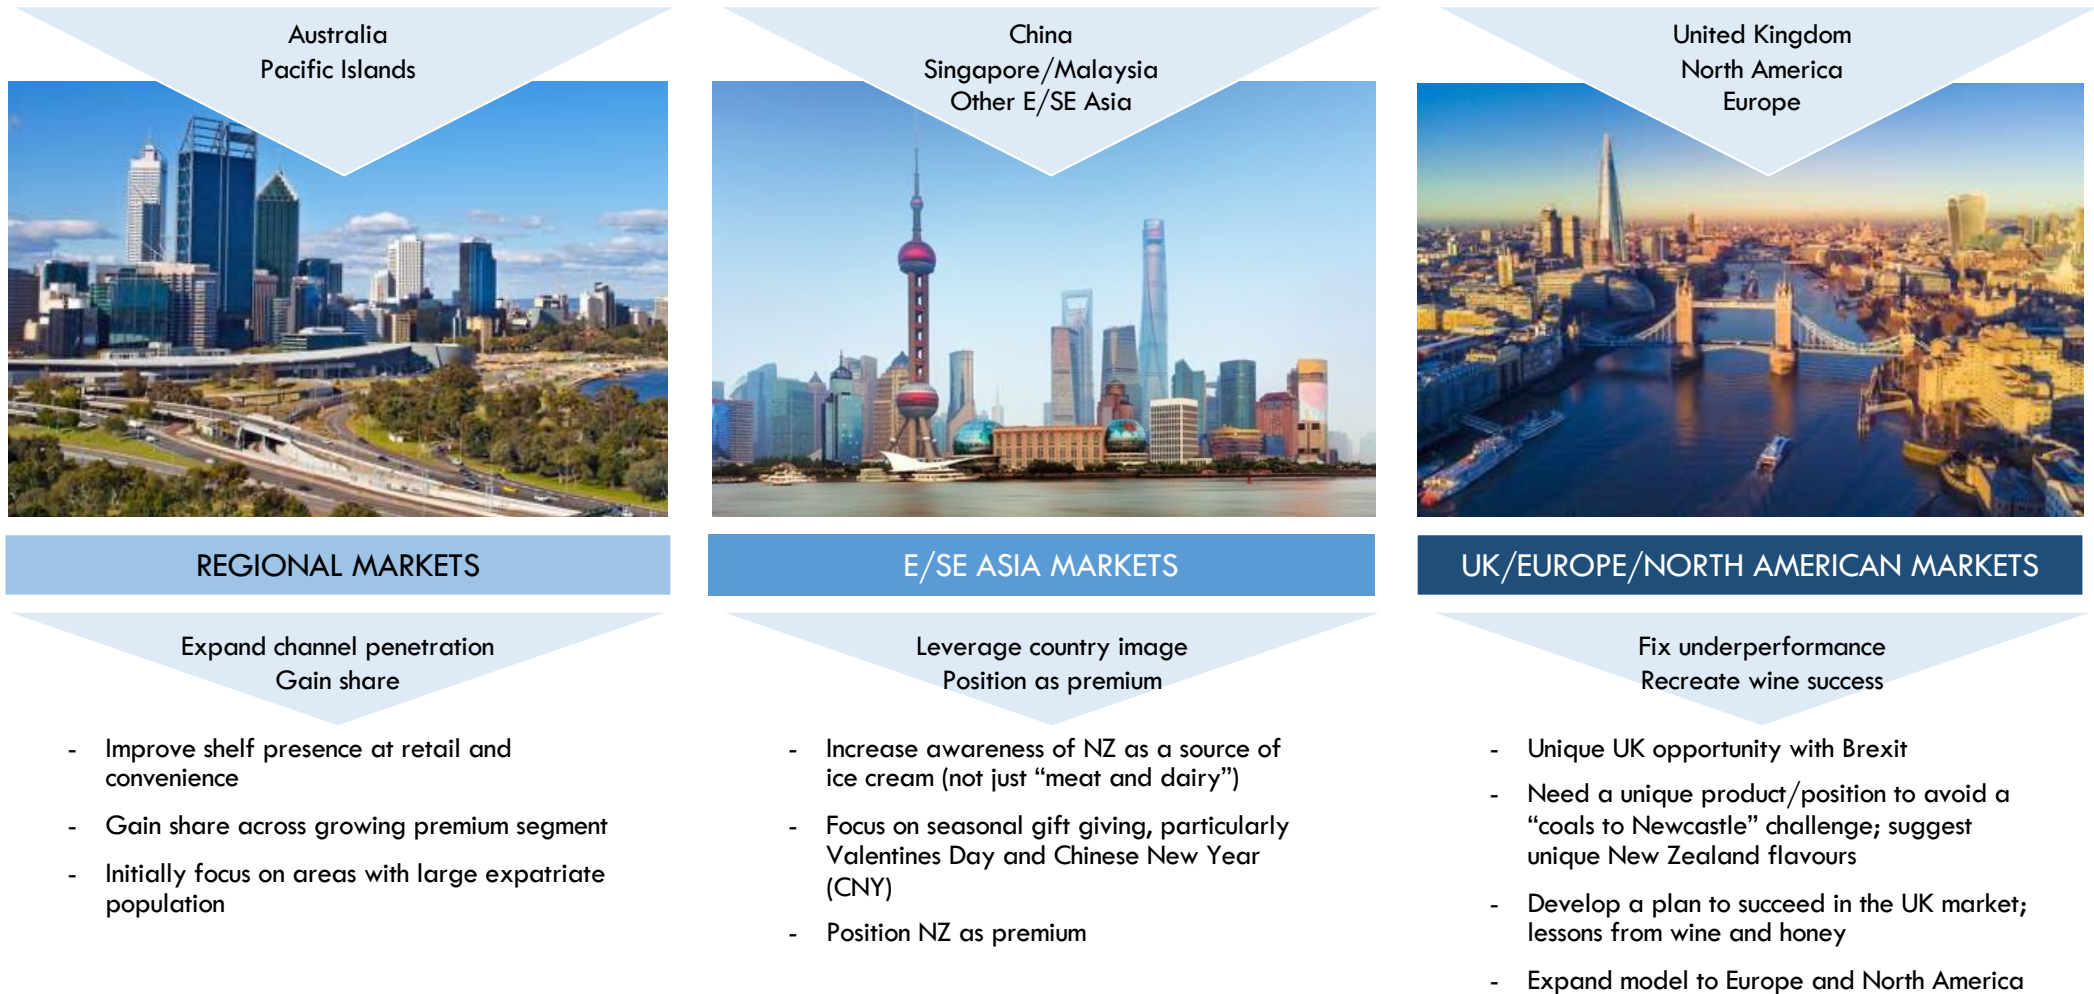 Australia
Pacific Islands
REGIONAL MARKETS
Expand channel penetration
Gain share
- Improve shelf presence at retail and
convenience
- Gain share across growing premium segment
- Initially focus on areas with large expatriate
population
China
Singapore/Malaysia
Other E/SE Asia
E/SE ASIA MARKETS
Leverage country image
Position as premium
- Increase awareness of NZ as a source of
ice cream (not just “meat and dairy”)
- Focus on seasonal gift giving, particularly
Valentines Day and Chinese New Year
(CNY)
- Position NZ as premium
United Kingdom
North America
Europe
UK/EUROPE/NORTH AMERICAN MARKETS
Fix underperformance
Recreate wine success
- Unique UK opportunity with Brexit
- Need a unique product/position to avoid a
“coals to Newcastle” challenge; suggest
unique New Zealand flavours
- Develop a plan to succeed in the UK market;
lessons from wine and honey
- Expand model to Europe and North America